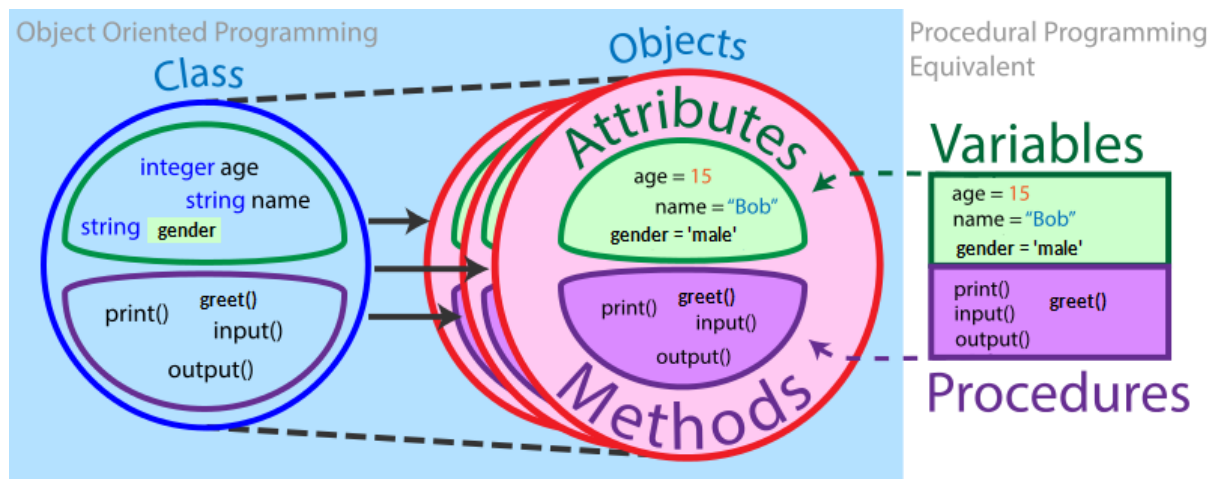 Object Oriented Programming
Class
integer age
string name
string gender
print()
greet()
input()
output()
Objects
Attributes
age = 15
name = “Bob”
gender = 'male'
print()
greet()
input()
output()
Methods
Procedural Programming
Equivalent
Variables
age = 15
name = “Bob”
gender = 'male'
print()
input()
greet()
output()
Procedures